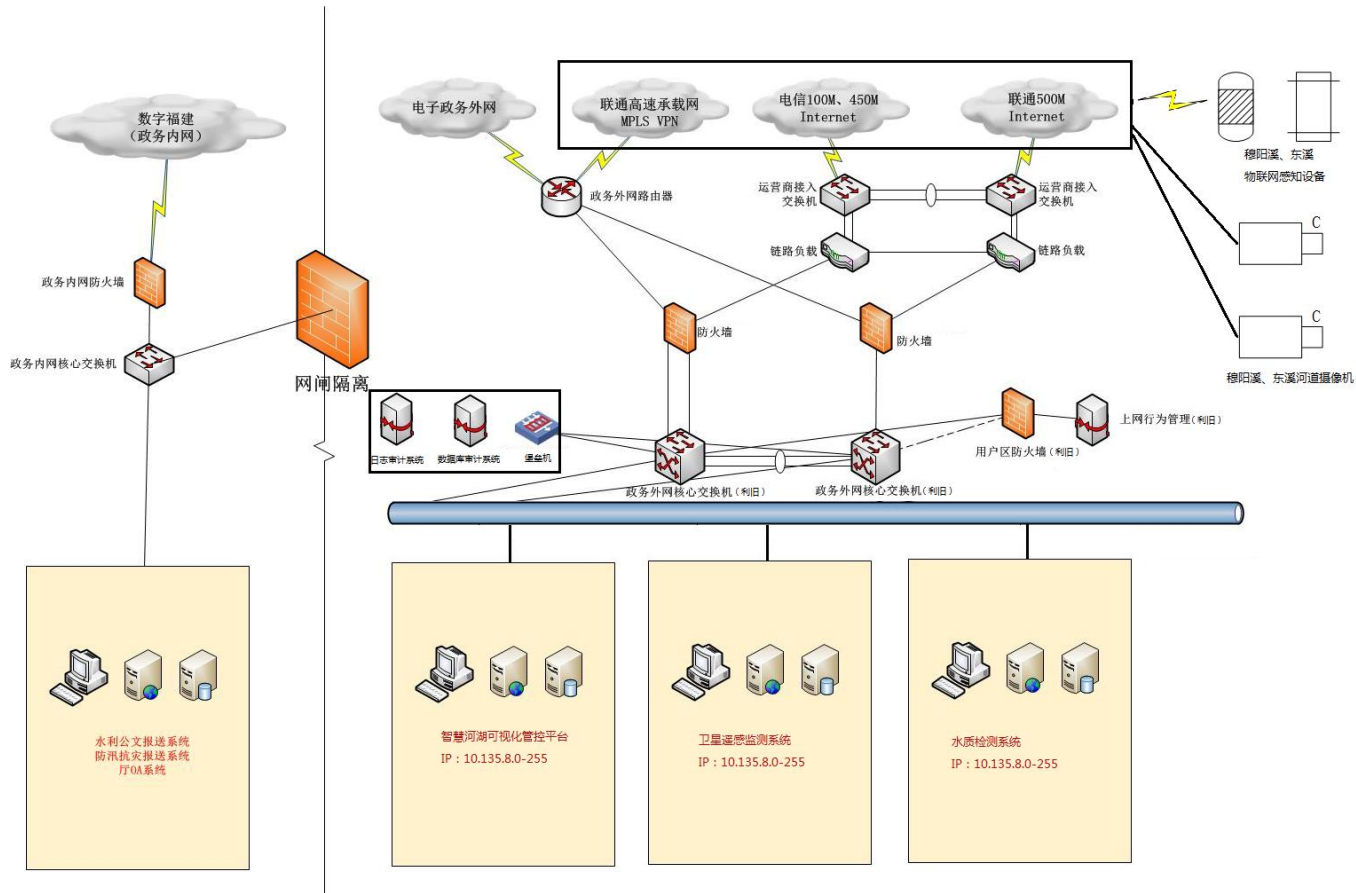 数字福建
（政务内网）
电子政务外网
联通高速承载网
MPLS VPN
电信100M、450M
Internet
联通500M
Internet
穆阳溪、东溪
物联网感知设备
政务外网路由器
运营商接入
交换机
运营商接入
交换机
链路负载
链路负载
C
C
穆阳溪、东溪河道摄像机
政务内网防火墙
政务内网核心交换机
网闸隔离
防火墙
防火墙
日志审计系统
数据库审计系统
堡垒机
政务外网核心交换机(利旧)
政务外网核心交换机(利旧)
用户区防火墙(利旧)
上网行为管理(利旧)
水利公文报送系统
防汛抗灾报送系统
厅OA系统
智慧河湖可视化管控平台
IP：10.135.8.0-255
卫星遥感监测系统
IP：10.135.8.0-255
水质检测系统
IP：10.135.8.0-255